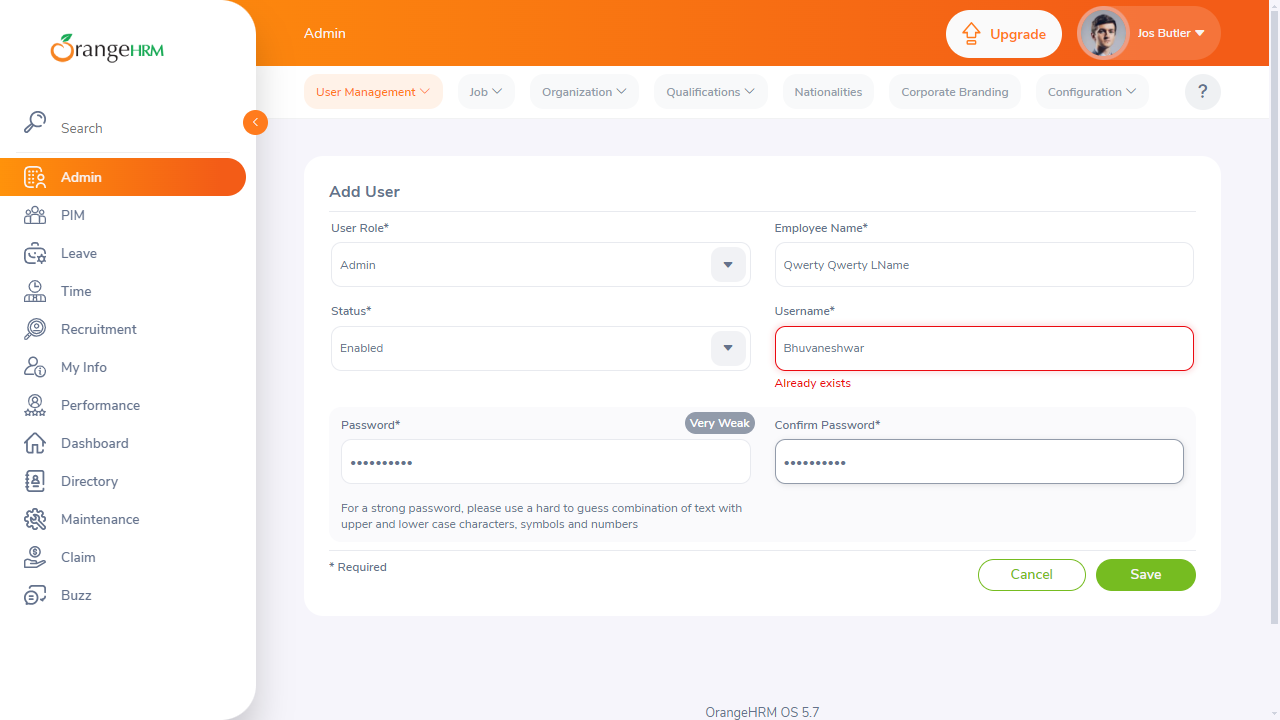 OrangeHRM
Admin
Upgrade
Jos Butler
User Management
Job
Organization
Qualifications
Nationalities
Corporate Branding
Configuration
?
Search
Admin
PIM
Leave
Time
Recruitment
My Info
Performance
Dashboard
Directory
Maintenance
Claim
Buzz
Add User
User Role*
Employee Name*
Admin
Qwerty Qwerty LName
Status*
Username*
Enabled
Bhuvaneshwar
Already exists
Password*
Very Weak
Confirm Password*
••••••••••
••••••••••
For a strong password, please use a hard to guess combination of text with
upper and lower case characters, symbols and numbers
* Required
Cancel
Save
OrangeHRM OS 5.7